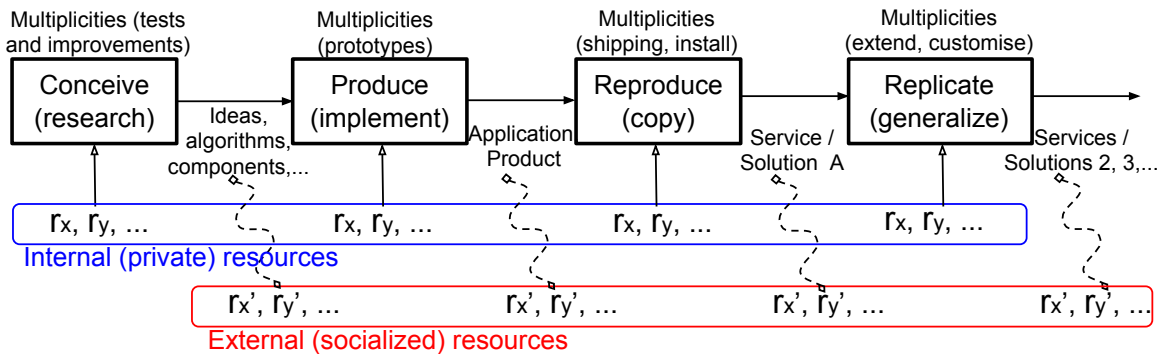 Multiplicities (tests
and improvements)
Conceive
(research)
Ideas,
algorithms,
components,...
Multiplicities
(prototypes)
Produce
(implement)
Application
Product
Multiplicities
(shipping, install)
Reproduce
(copy)
Service /
Solution A
Multiplicities
(extend, customise)
Replicate
(generalize)
Services /
Solutions 2, 3,...
rx, ry, ...
rx, ry, ...
rx, ry, ...
rx, ry, ...
Internal (private) resources
rx', ry', ...
rx', ry', ...
rx', ry', ...
rx', ry', ...
External (socialized) resources